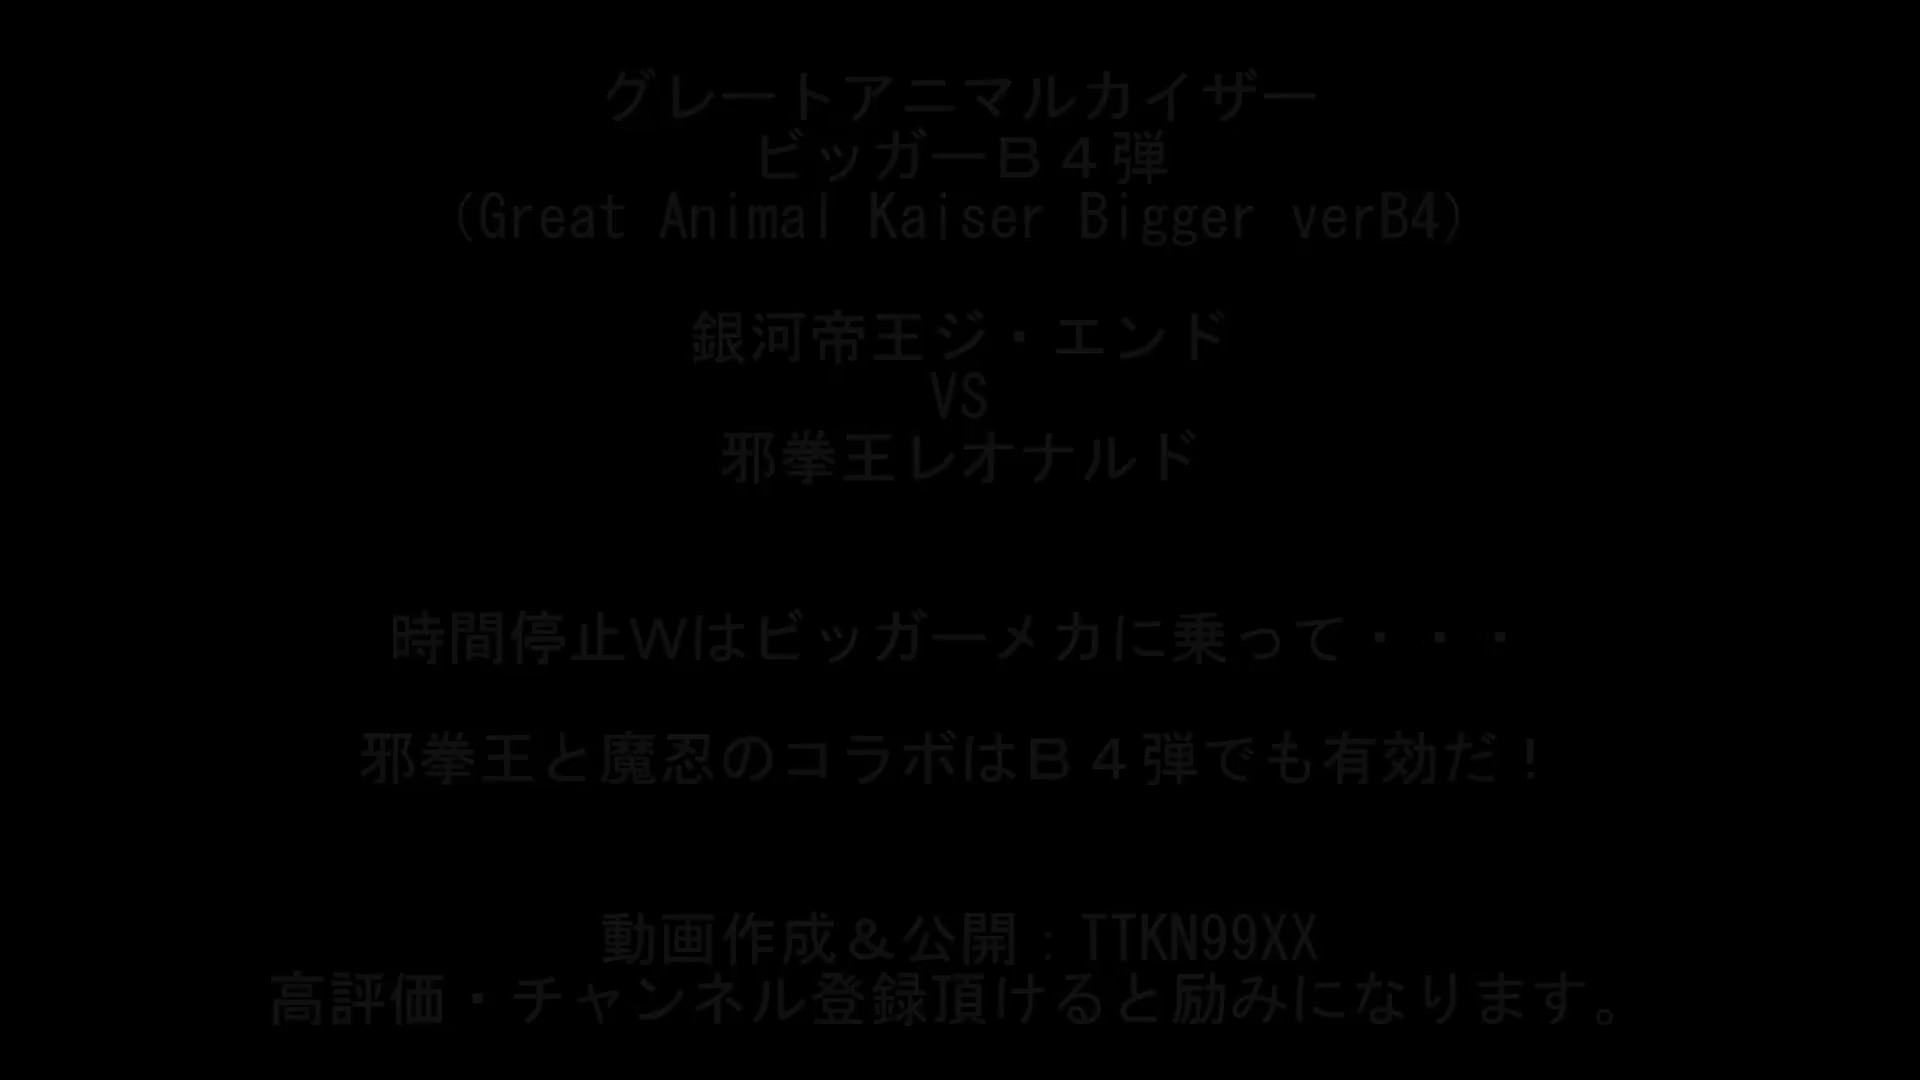 グレートアニマルカイザー
ビッガーB4弾
(Great Animal Kaiser Bigger verB4)
銀河帝王ジ・エンド
VS
邪拳王レオナルド
時間停止Wはビッガーメカに乗って・・・
邪拳王と魔忍のコラボはB4弾でも有効だ！
動画作成＆公開：TTKN99XX
高評価・チャンネル登録頂けると励みになります。